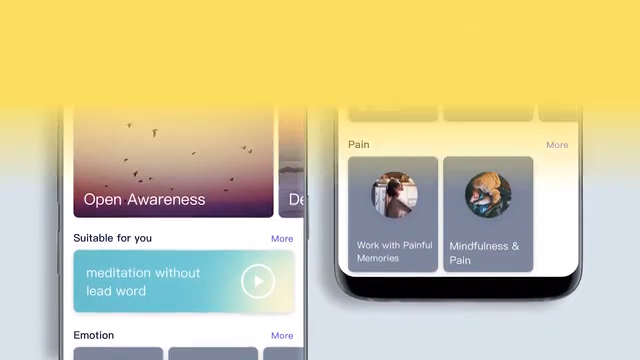 Open Awareness
De
Suitable for you
More
meditation without
lead word
Emotion
More
Pain
More
Work with Painful
Memories
Mindfulness &
Pain